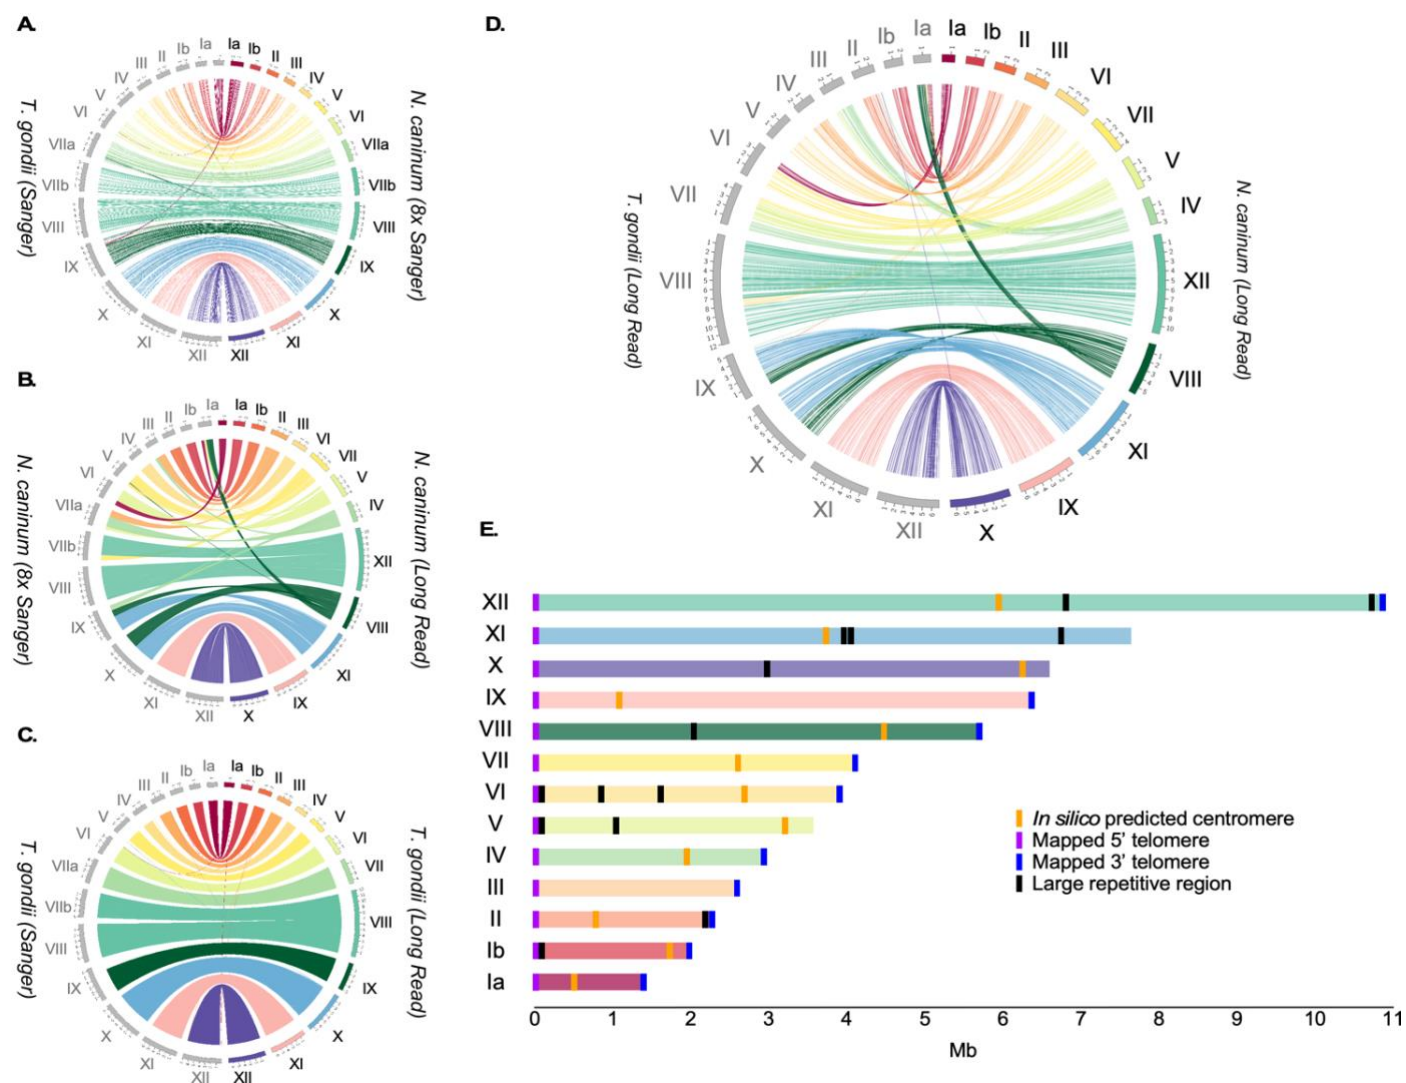 A.
Ia
Ia
Ib
Ib
II
II
III
III
IV
IV
V
V
VI
VI
VIIa
VIIa
VIIb
VIIb
VIII
VIII
IX
IX
X
X
XI
XI
XII
XII
T. gondii (Sanger)
N. caninum (8x Sanger)
B.
Ia
Ia
Ib
Ib
II
II
III
III
IV
VI
V
VII
VI
V
VIIa
IV
VIIb
XII
VIII
VIII
IX
XI
X
IX
XI
X
XII
N. caninum (8x Sanger)
N. caninum (Long Read)
C.
Ia
Ia
Ib
Ib
II
II
III
III
IV
IV
V
V
VI
VI
VIIa
VII
VIIb
VIII
VIII
IX
IX
X
X
XI
XI
XII
XII
T. gondii (Sanger)
T. gondii (Long Read)
D.
Ia
Ia
Ib
Ib
II
II
III
III
IV
VI
V
VII
VI
V
VII
IV
VIII
XII
IX
VIII
X
XI
XI
IX
XII
X
T. gondii (Long Read)
N. caninum (Long Read)
E.
XII
XI
X
IX
VIII
VII
VI
V
IV
III
II
Ib
Ia
In silico predicted centromere
Mapped 5' telomere
Mapped 3' telomere
Large repetitive region
0 1 2 3 4 5 6 7 8 9 10 11
Mb